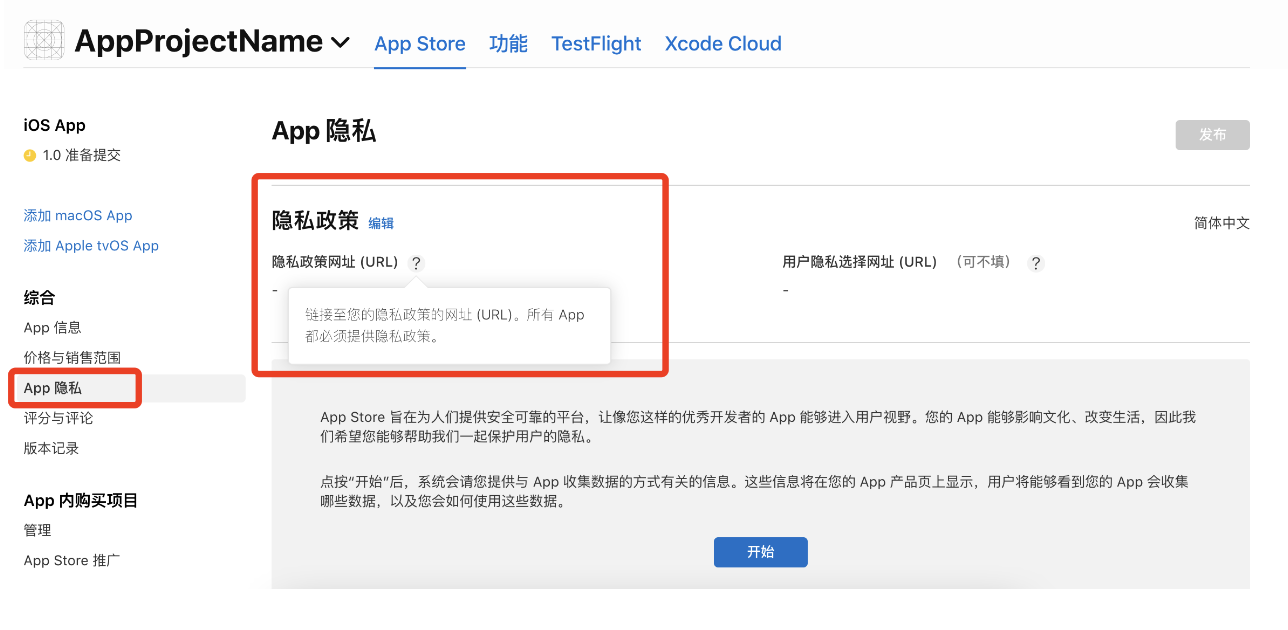 AppProjectName
App Store 功能 TestFlight Xcode Cloud
iOS App
1.0 准备提交
添加 macOS App
添加 Apple tvOS App
综合
App 信息
价格与销售范围
App 隐私
评分与评论
版本记录
App 内购买项目
管理
App Store 推广
App 隐私
发布
隐私政策 编辑
简体中文
隐私政策网址 (URL) ?
-
链接至您的隐私政策的网址 (URL)。所有 App
都必须提供隐私政策。
用户隐私选择网址 (URL) （可不填） ?
-
App Store 旨在为人们提供安全可靠的平台，让像您这样的优秀开发者的 App 能够进入用户视野。您的 App 能够影响文化、改变生活，因此我
们希望您能够帮助我们一起保护用户的隐私。
点按“开始”后，系统会请您提供与 App 收集数据的方式有关的信息。这些信息将在您的 App 产品页上显示，用户将能够看到您的 App 会收集
哪些数据，以及您会如何使用这些数据。
开始